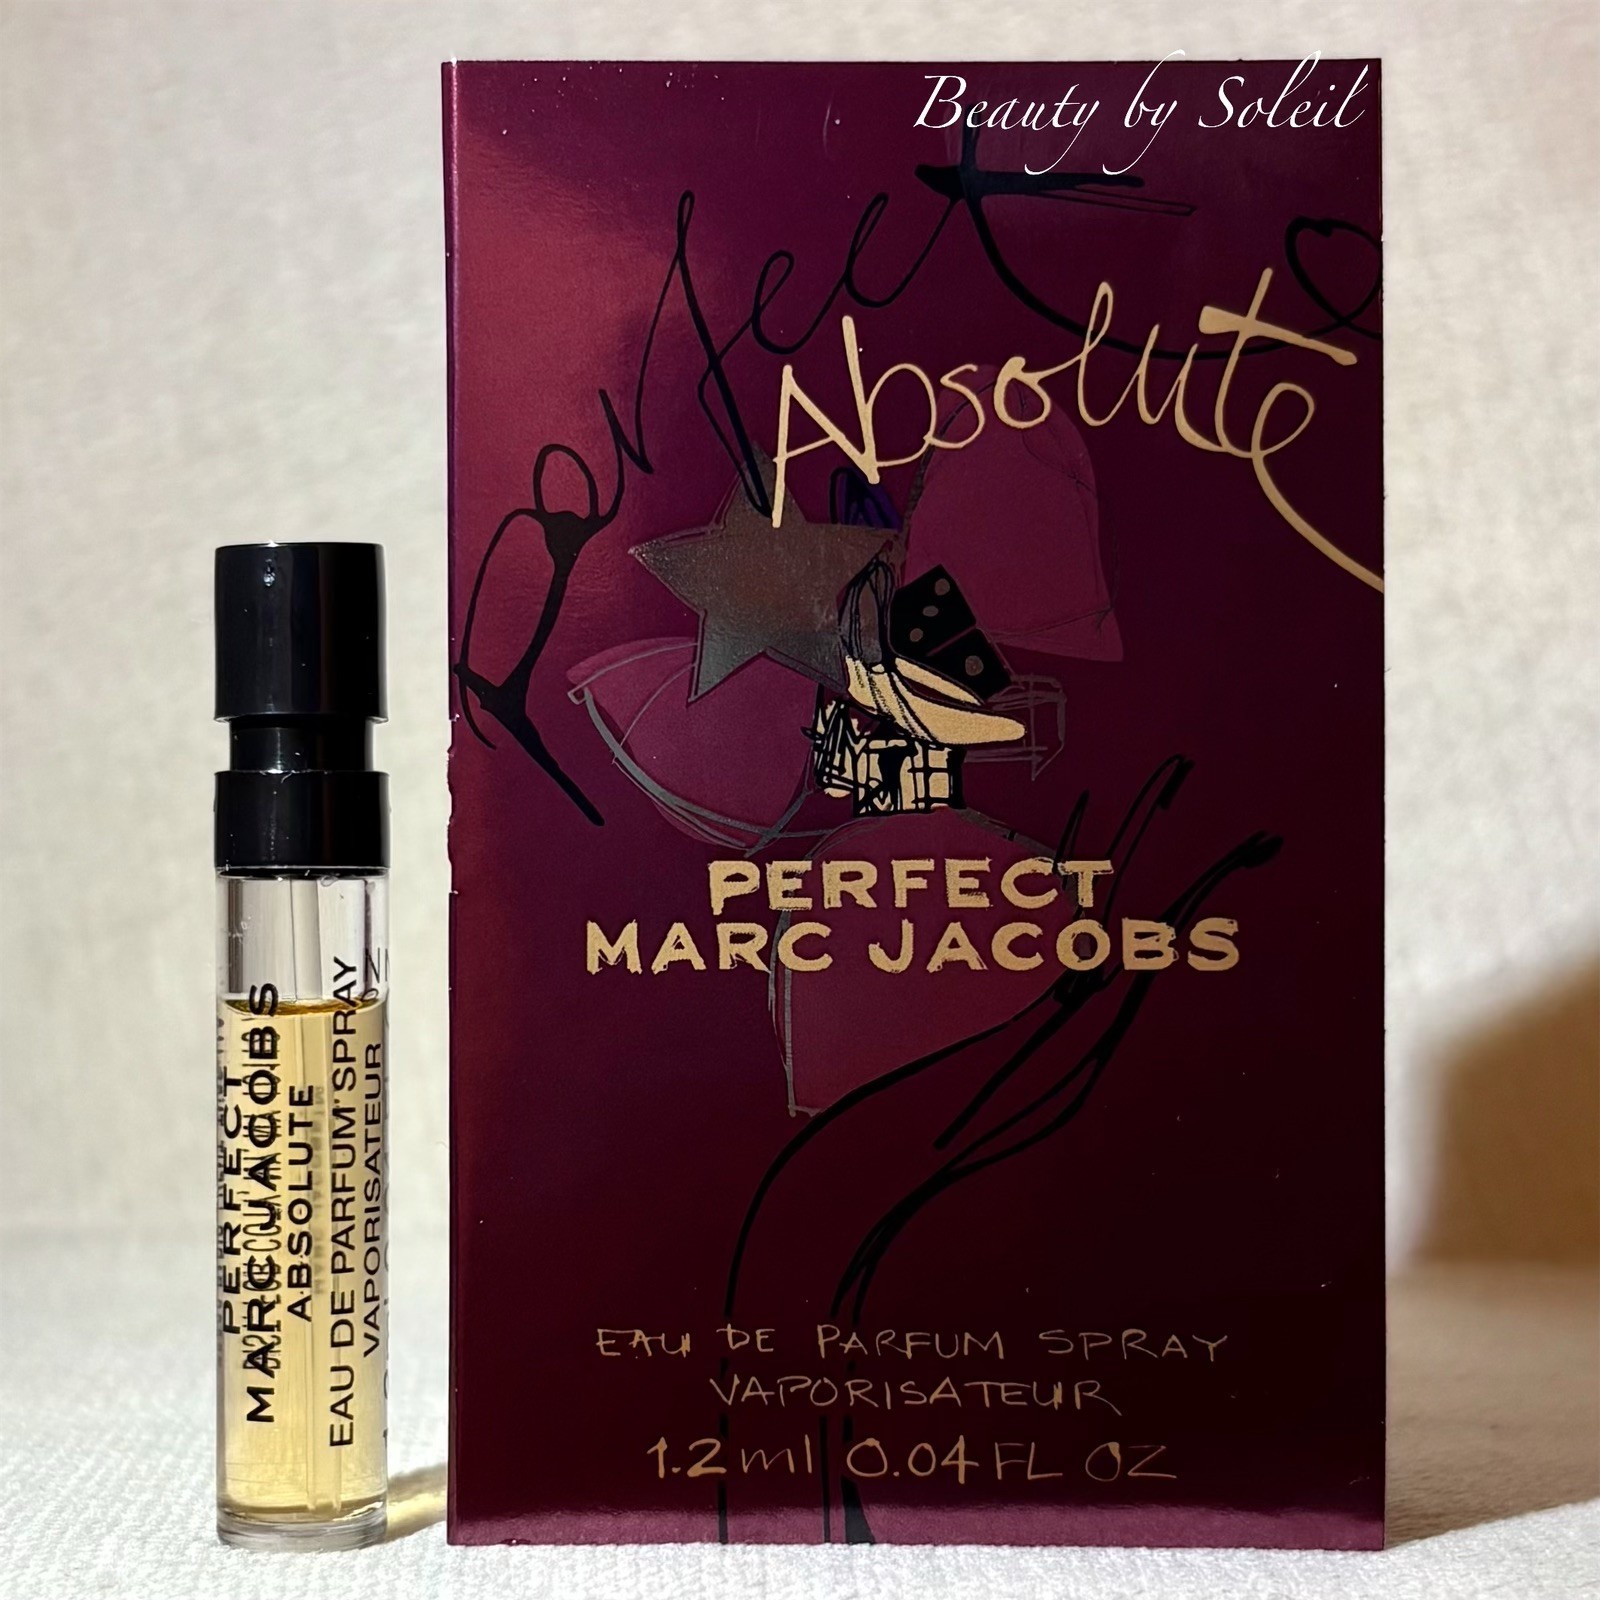 Beauty by Soleil
perfect
Absolute
PERFECT
MARC JACOBS
EAU DE PARFUM SPRAY
VAPORISATEUR
1.2 ml 0.04 FL OZ
PERFECT
MARC JACOBS
ABSOLUTE
EAU DE PARFUM SPRAY
VAPORISATEUR